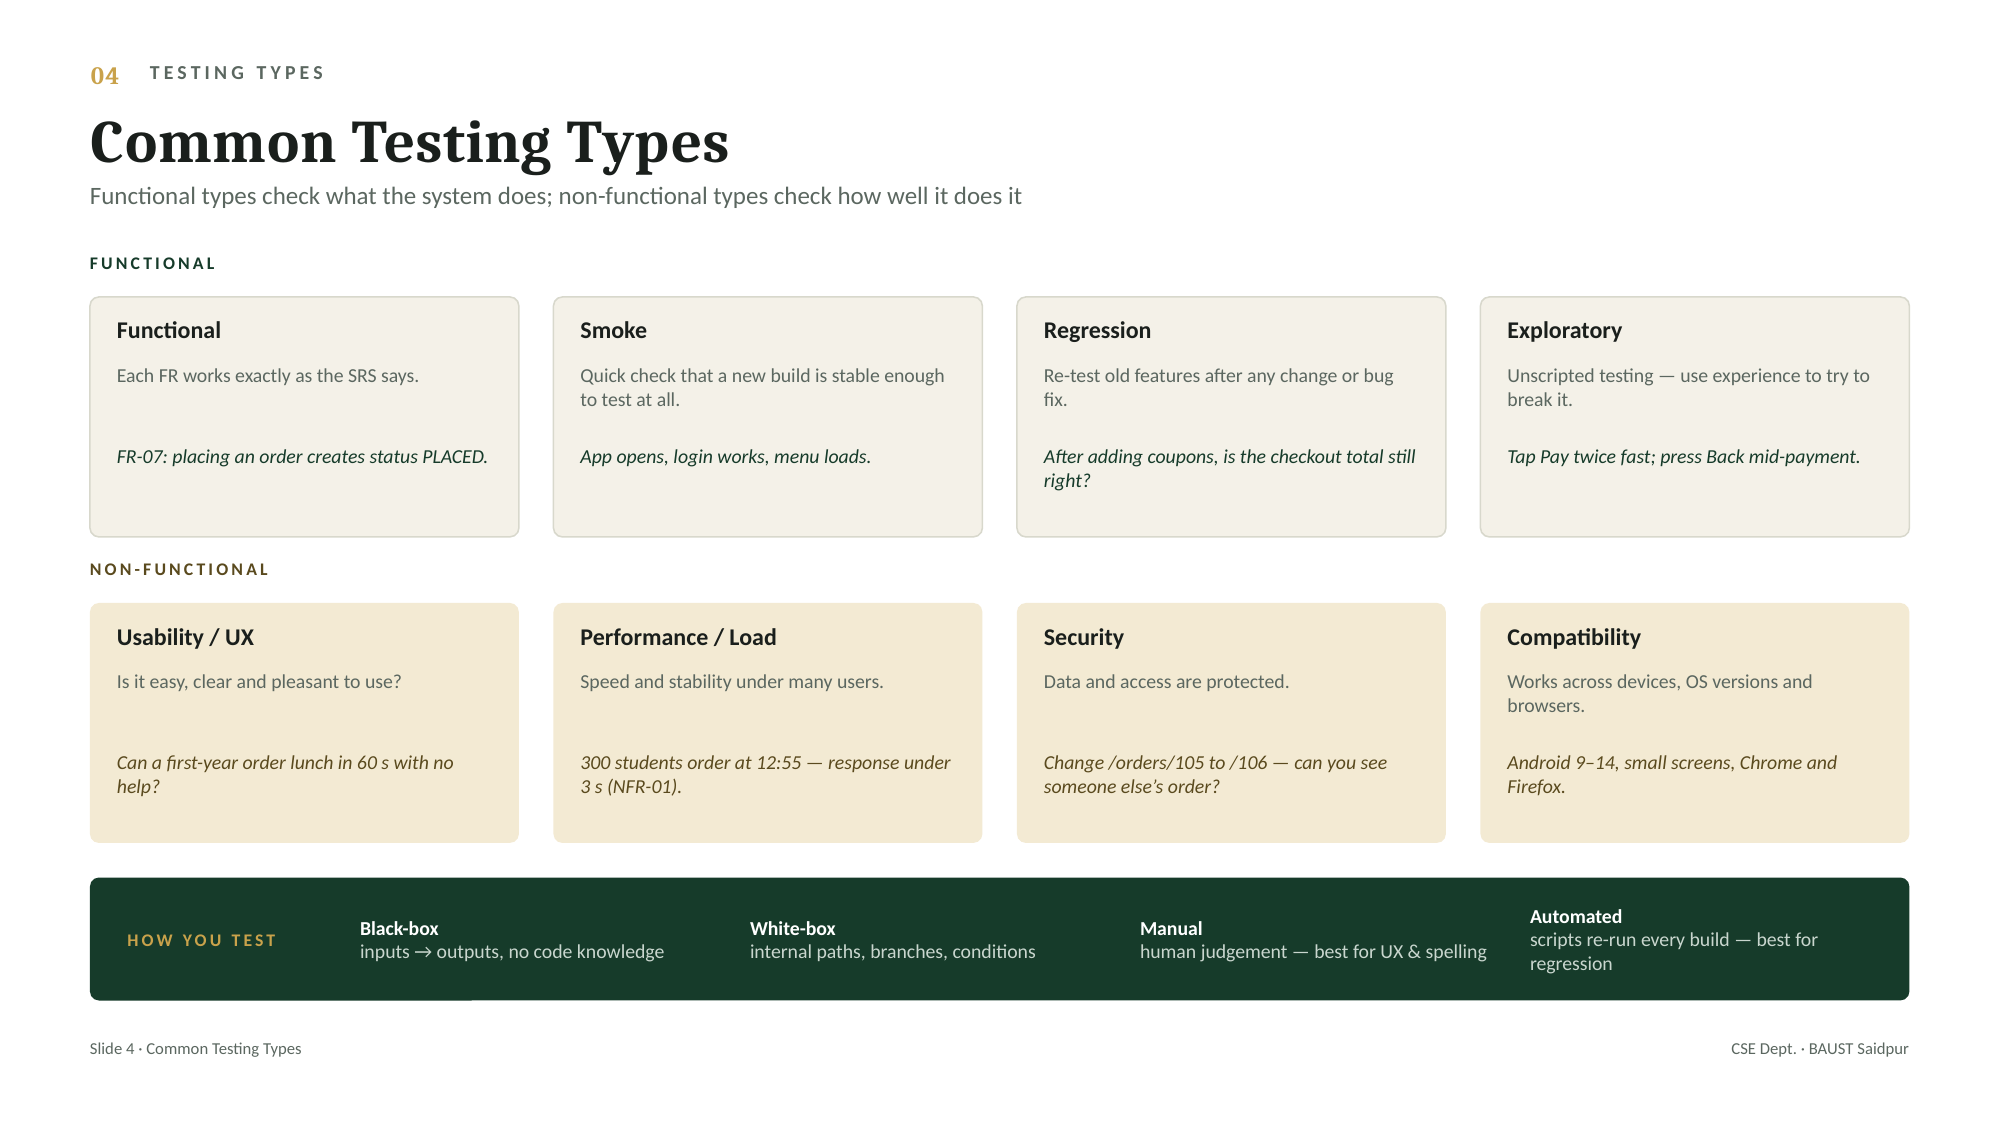 04 TESTING TYPES
Common Testing Types
Functional types check what the system does; non-functional types check how well it does it
FUNCTIONAL
Functional
Each FR works exactly as the SRS says.
FR-07: placing an order creates status PLACED.
Smoke
Quick check that a new build is stable enough
to test at all.
App opens, login works, menu loads.
Regression
Re-test old features after any change or bug
fix.
After adding coupons, is the checkout total still
right?
Exploratory
Unscripted testing — use experience to try to
break it.
Tap Pay twice fast; press Back mid-payment.
NON-FUNCTIONAL
Usability / UX
Is it easy, clear and pleasant to use?
Can a first-year order lunch in 60 s with no
help?
Performance / Load
Speed and stability under many users.
300 students order at 12:55 — response under
3 s (NFR-01).
Security
Data and access are protected.
Change /orders/105 to /106 — can you see
someone else’s order?
Compatibility
Works across devices, OS versions and
browsers.
Android 9–14, small screens, Chrome and
Firefox.
HOW YOU TEST
Black-box
inputs → outputs, no code knowledge
White-box
internal paths, branches, conditions
Manual
human judgement — best for UX & spelling
Automated
scripts re-run every build — best for
regression
Slide 4 · Common Testing Types
CSE Dept. · BAUST Saidpur